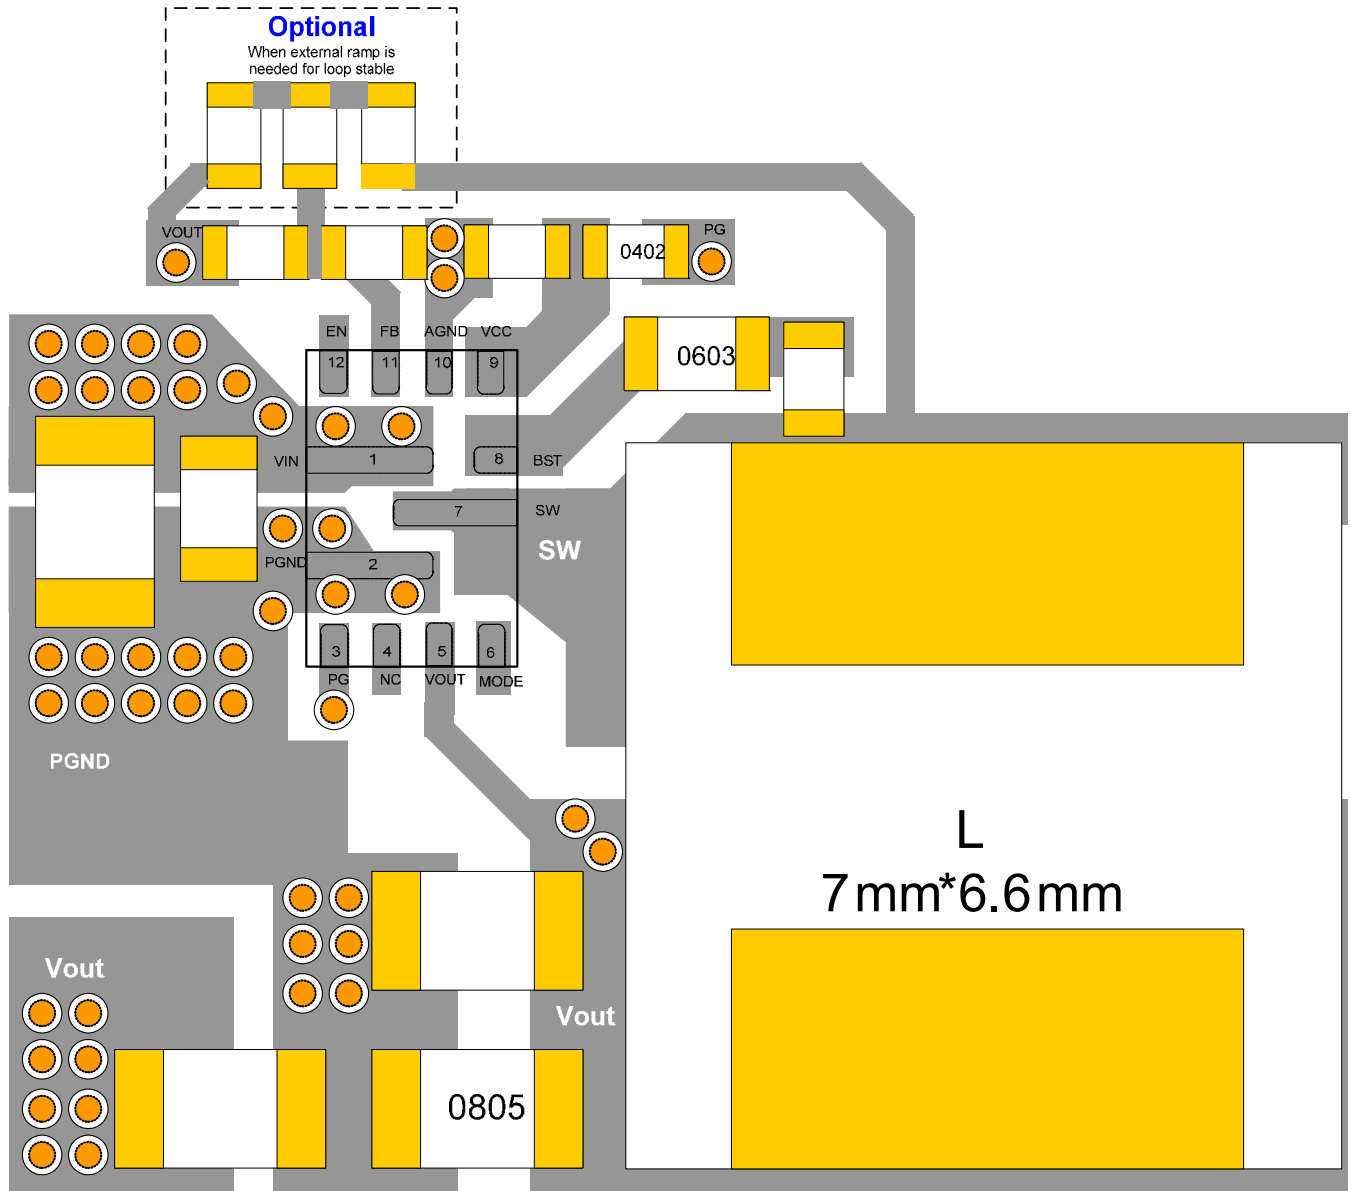 Optional
When external ramp is
needed for loop stable
VOUT
0402
PG
EN
FB
AGND
VCC
12
11
10
9
0603
VIN
1
8
BST
7
SW
SW
PGND
2
3
4
5
6
PG
NC
VOUT
MODE
PGND
L
7mm*6.6mm
Vout
Vout
0805